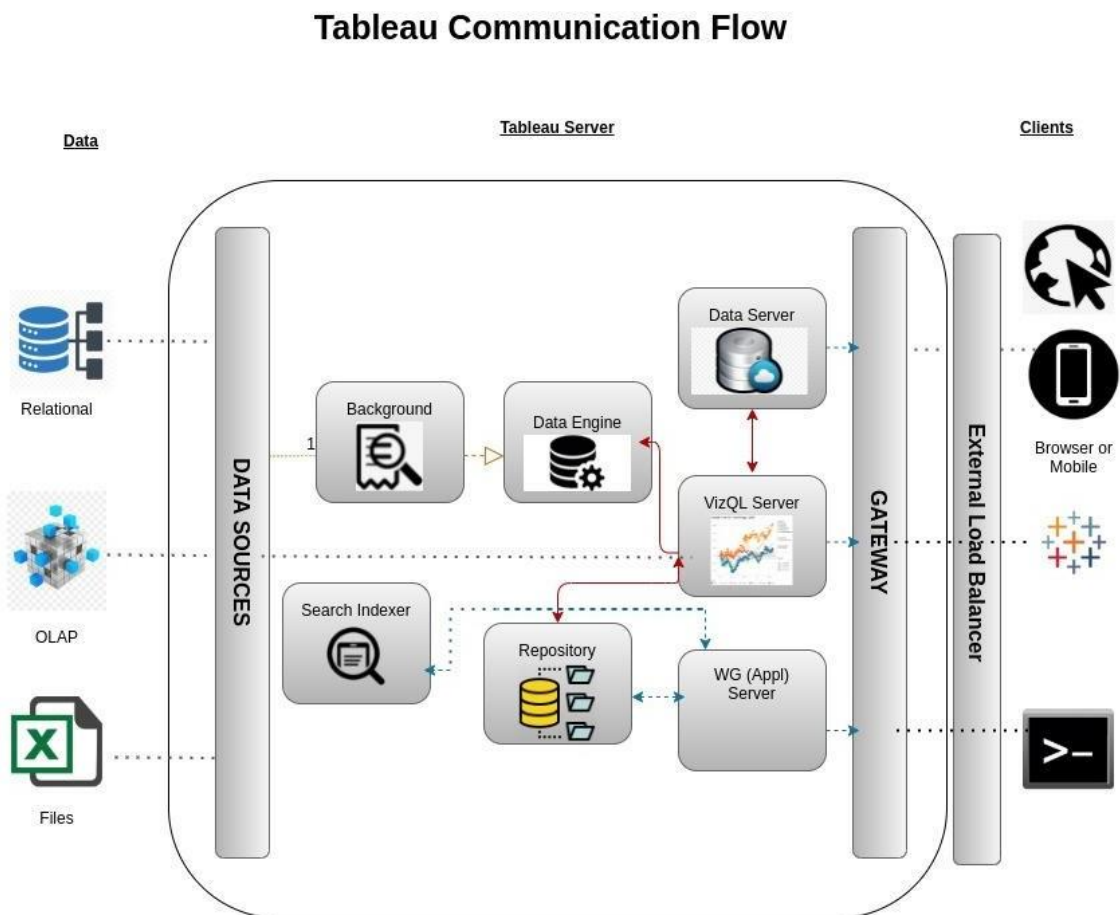 Tableau Communication Flow
Data
Tableau Server
Clients
Relational
OLAP
Files
DATA SOURCES
1
Background
Data Engine
Search Indexer
Repository
Data Server
VizQL Server
WG (Appl)
Server
GATEWAY
External Load Balancer
Browser or
Mobile